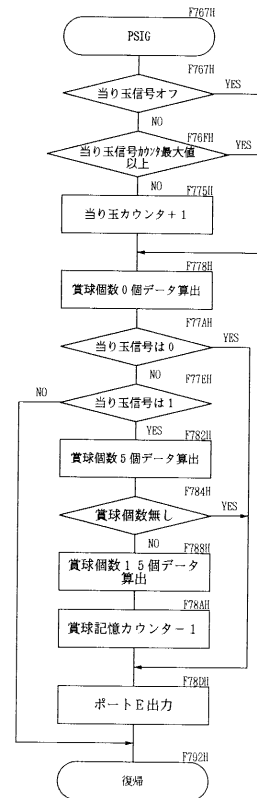 F767H
PSIG
F767H
当り玉信号オフ
YES
NO
F76FH
当り玉信号カウンタ最大値
以上
YES
NO
F775H
当り玉カウンタ+1
F778H
賞球個数0個データ算出
F77AH
当り玉信号は0
YES
NO
F77EH
NO
当り玉信号は1
YES
F782H
賞球個数5個データ算出
F784H
賞球個数無し
YES
NO
F788H
賞球個数15個データ
算出
F78AH
賞球記憶カウンタ-1
F78DH
ポートE出力
F792H
復帰